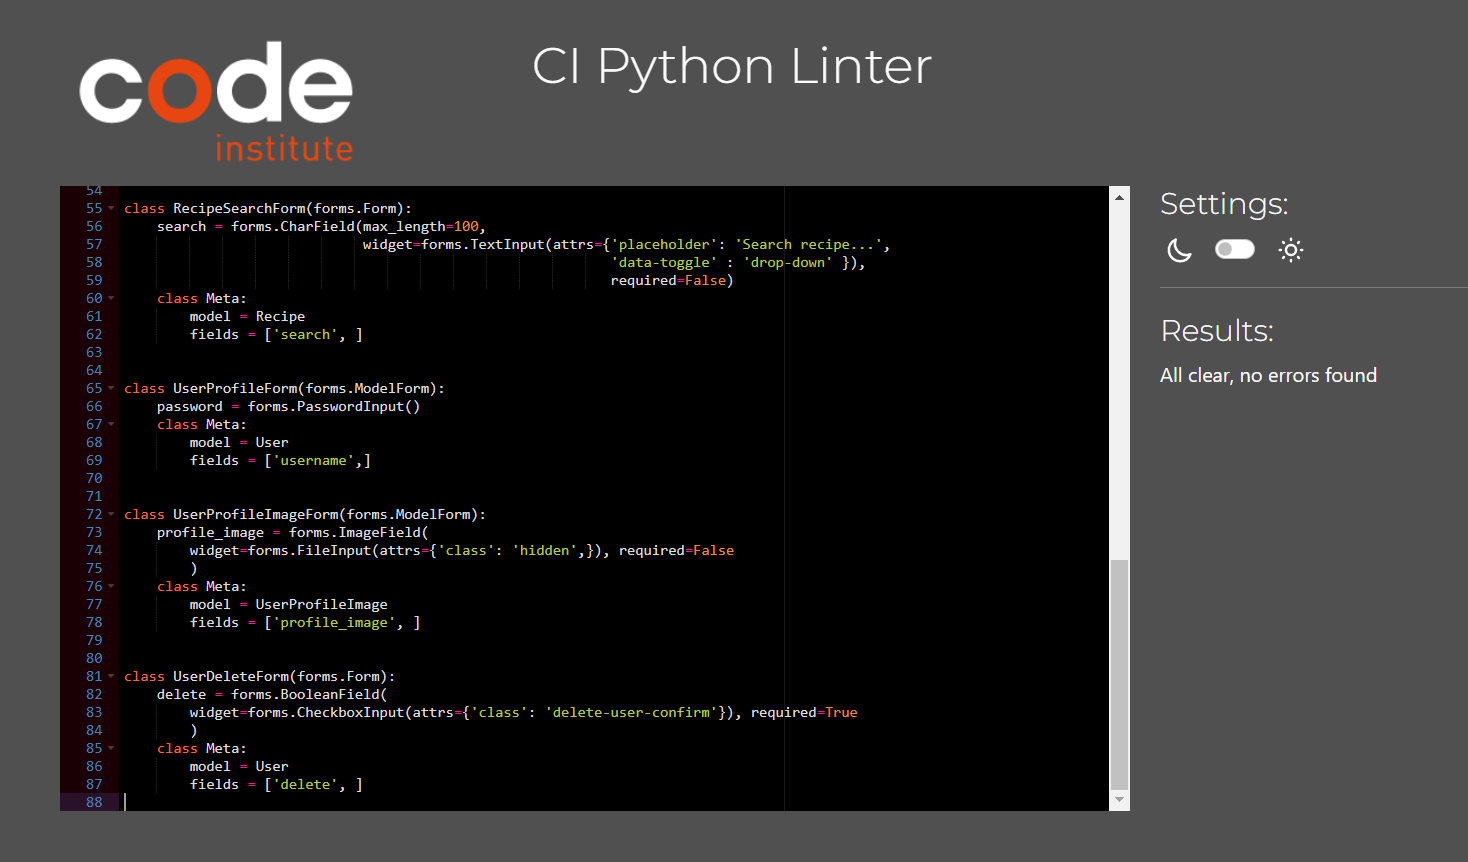 code
institute
CI Python Linter
54
55 class RecipeSearchForm(forms.Form):
56     search = forms.CharField(max_length=100,
57                              widget=forms.TextInput(attrs={'placeholder': 'Search recipe...',
58                                                            'data-toggle' : 'drop-down' }),
59                                                            required=False)
60     class Meta:
61         model = Recipe
62         fields = ['search', ]
63
64
65 class UserProfileForm(forms.ModelForm):
66     password = forms.PasswordInput()
67     class Meta:
68         model = User
69         fields = ['username',]
70
71
72 class UserProfileImageForm(forms.ModelForm):
73     profile_image = forms.ImageField(
74         widget=forms.FileInput(attrs={'class': 'hidden',}), required=False
75         )
76     class Meta:
77         model = UserProfileImage
78         fields = ['profile_image', ]
79
80
81 class UserDeleteForm(forms.Form):
82     delete = forms.BooleanField(
83         widget=forms.CheckboxInput(attrs={'class': 'delete-user-confirm'}), required=True
84         )
85     class Meta:
86         model = User
87         fields = ['delete', ]
88
Settings:
Results:
All clear, no errors found